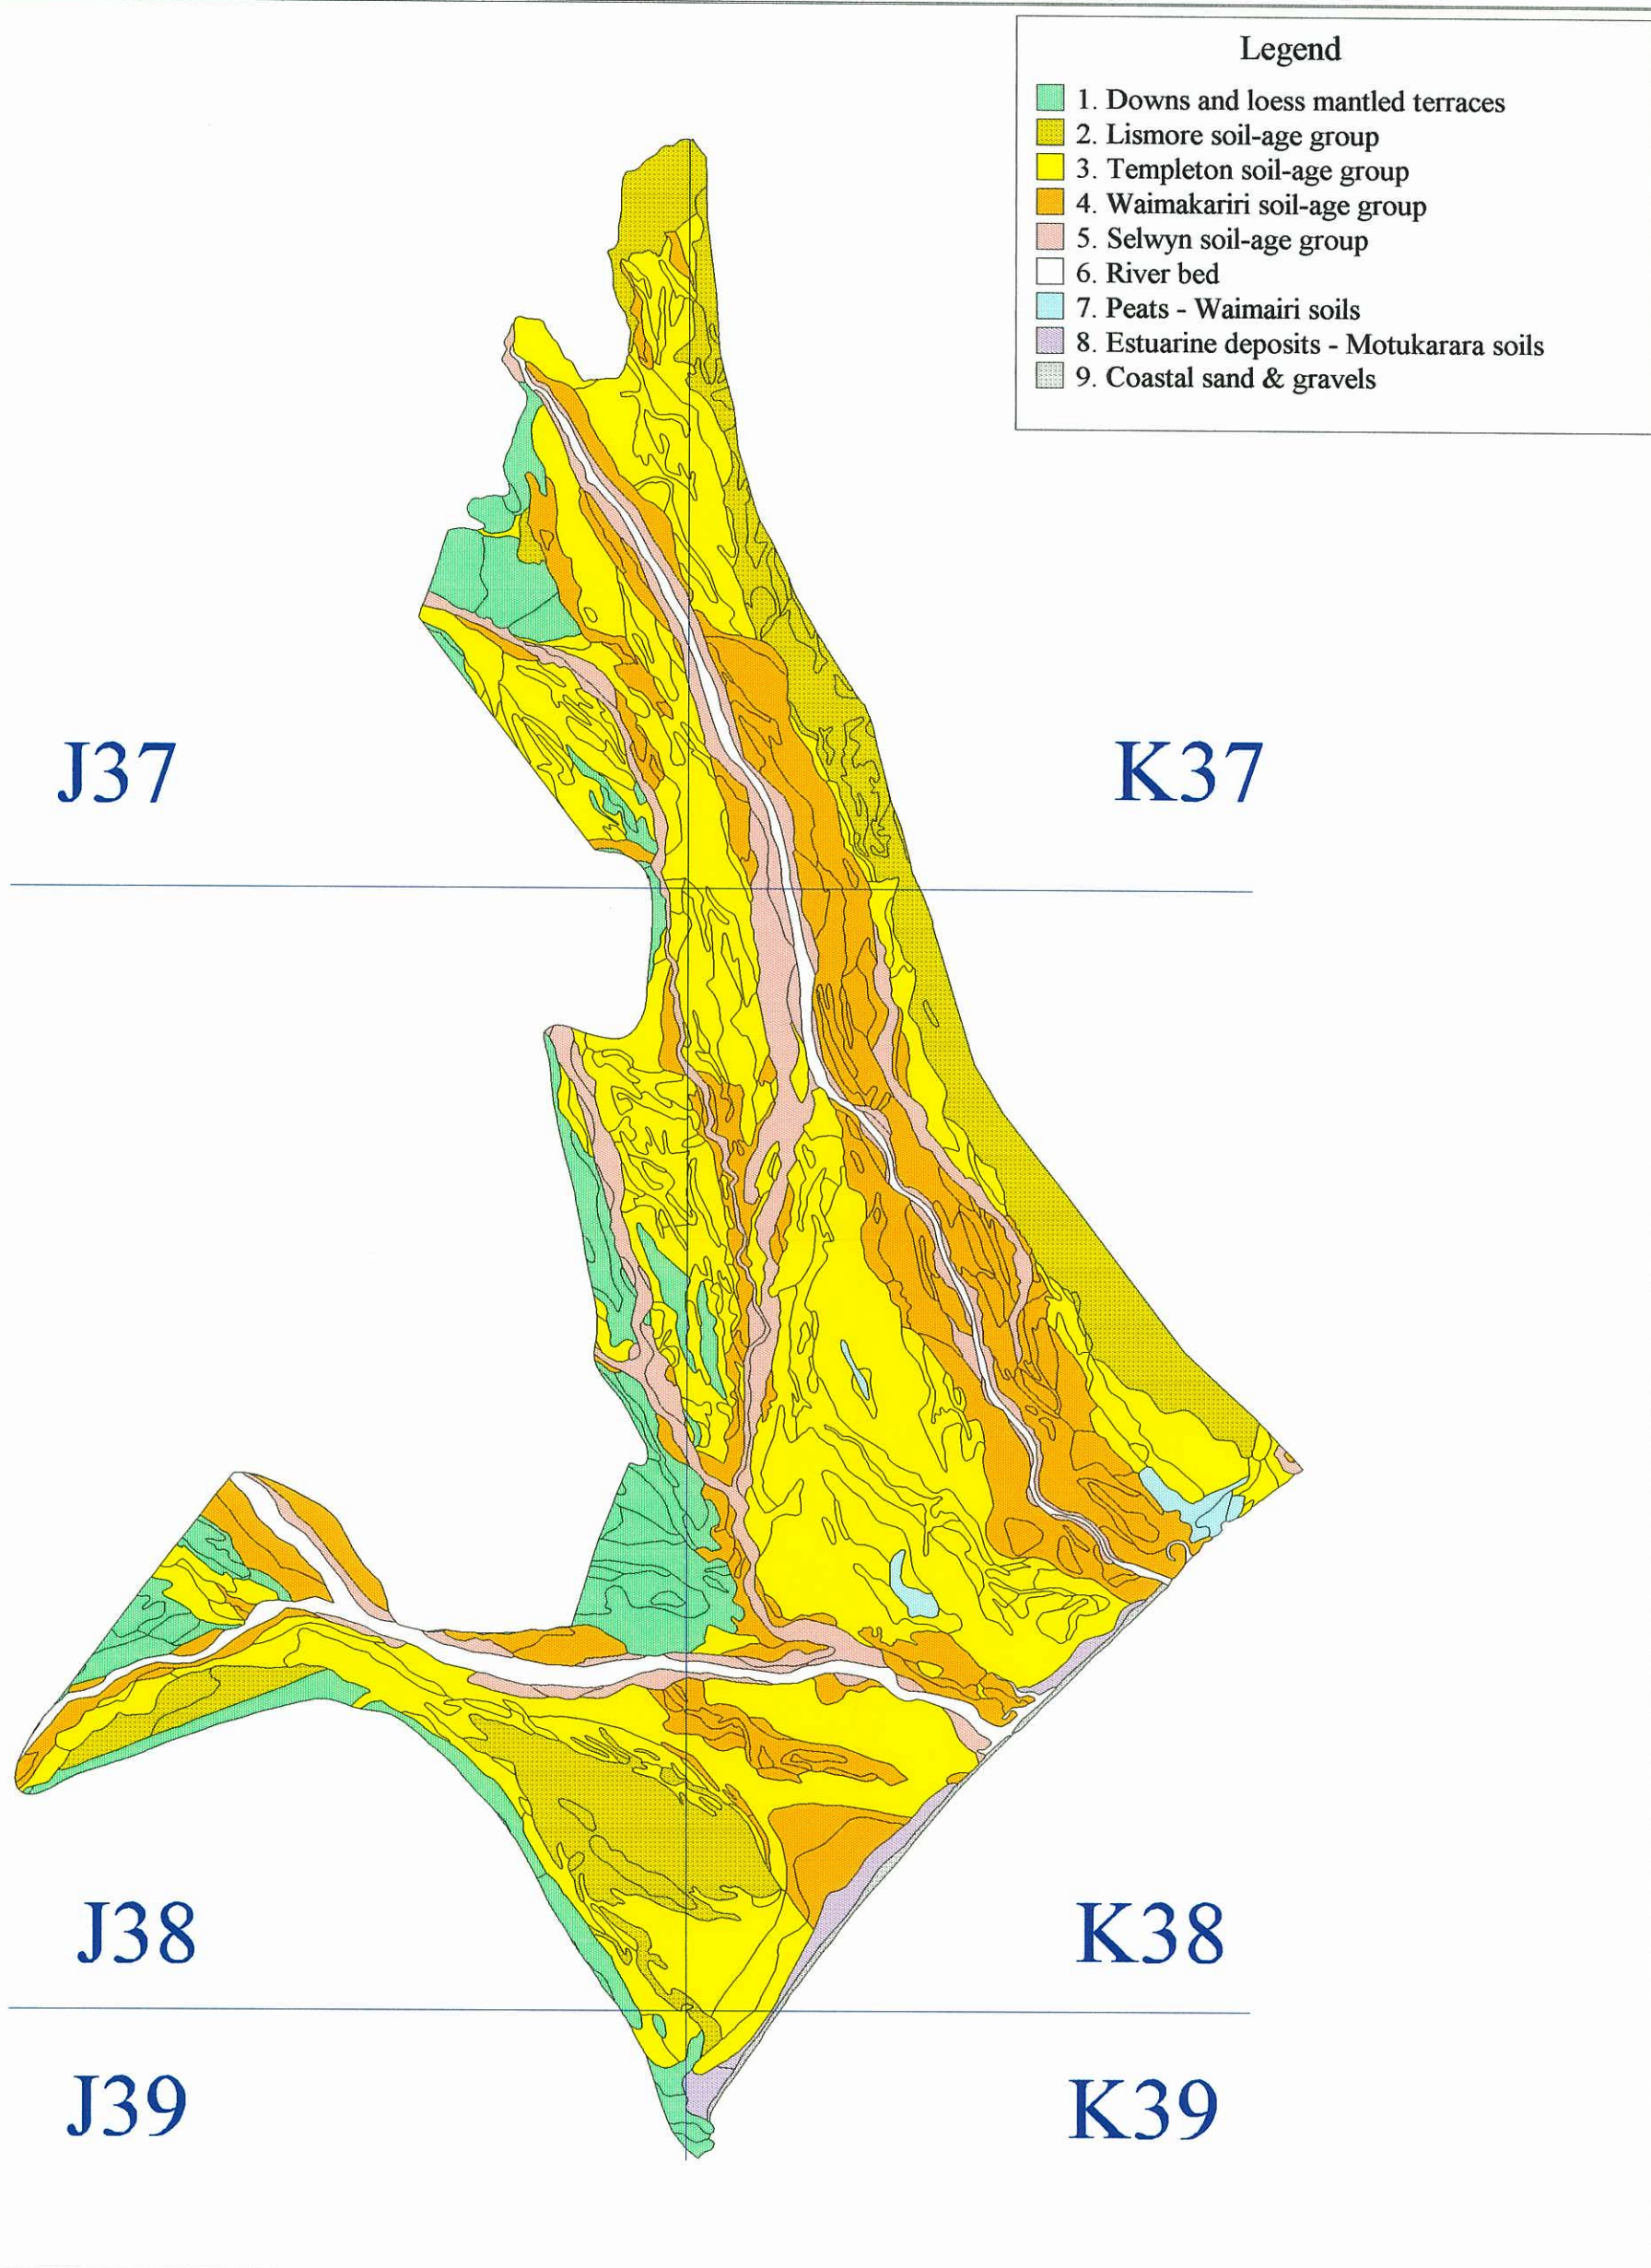 Legend
1. Downs and loess mantled terraces
2. Lismore soil-age group
3. Templeton soil-age group
4. Waimakariri soil-age group
5. Selwyn soil-age group
6. River bed
7. Peats - Waimairi soils
8. Estuarine deposits - Motukarara soils
9. Coastal sand & gravels
J37
K37
J38
K38
J39
K39